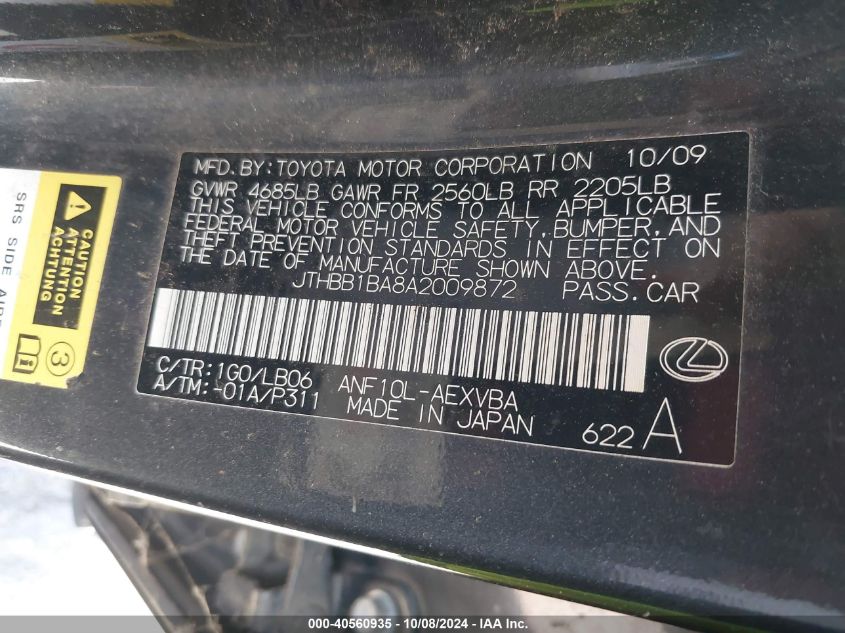 MFD.BY:TOYOTA MOTOR CORPORATION 10/09
GVWR 4685LB GAWR FR 2560LB RR 2205LB
THIS VEHICLE CONFORMS TO ALL APPLICABLE
FEDERAL MOTOR VEHICLE SAFETY, BUMPER, AND
THEFT PREVENTION STANDARDS IN EFFECT ON
THE DATE OF MANUFACTURE SHOWN ABOVE.
JTHBB1BA8A2009872 PASS.CAR
C/TR:1G0/LB06 ANF10L-AEXVBA
A/TM:-01A/P311 MADE IN JAPAN
622A
CAUTION
ATTENTION
ACHTUNG
3
SRS SIDE
000-40560935 - 10/08/2024 - IAA Inc.